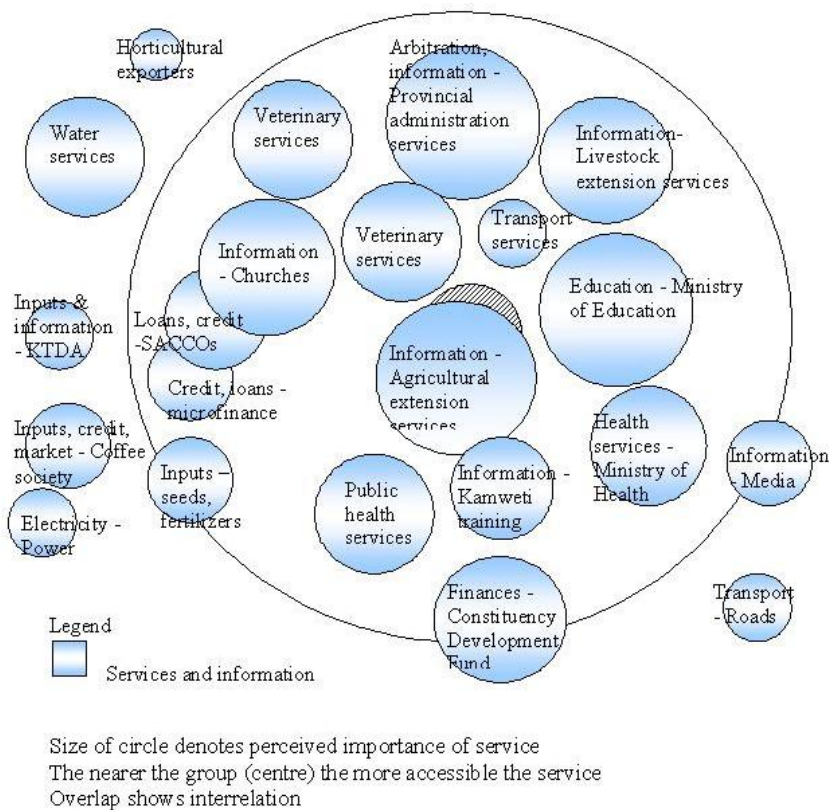 Horticultural
exporters
Arbitration,
information -
Provincial
administration
services
Veterinary
services
Water
services
Information-
Livestock
extension services
Transport
services
Veterinary
services
Information
- Churches
Education - Ministry
of Education
Inputs &
information
- KTDA
Loans, credit
-SACCOs
Information -
Agricultural
extension
services
Credit, loans -
microfinance
Inputs, credit,
market - Coffee
society
Health
services -
Ministry of
Health
Information
- Media
Inputs –
seeds,
fertilizers
Information -
Kamweti
training
Public
health
services
Electricity -
Power
Finances -
Constituency
Development
Fund
Transport
- Roads
Legend
Services and information
Size of circle denotes perceived importance of service
The nearer the group (centre) the more accessible the service
Overlap shows interrelation